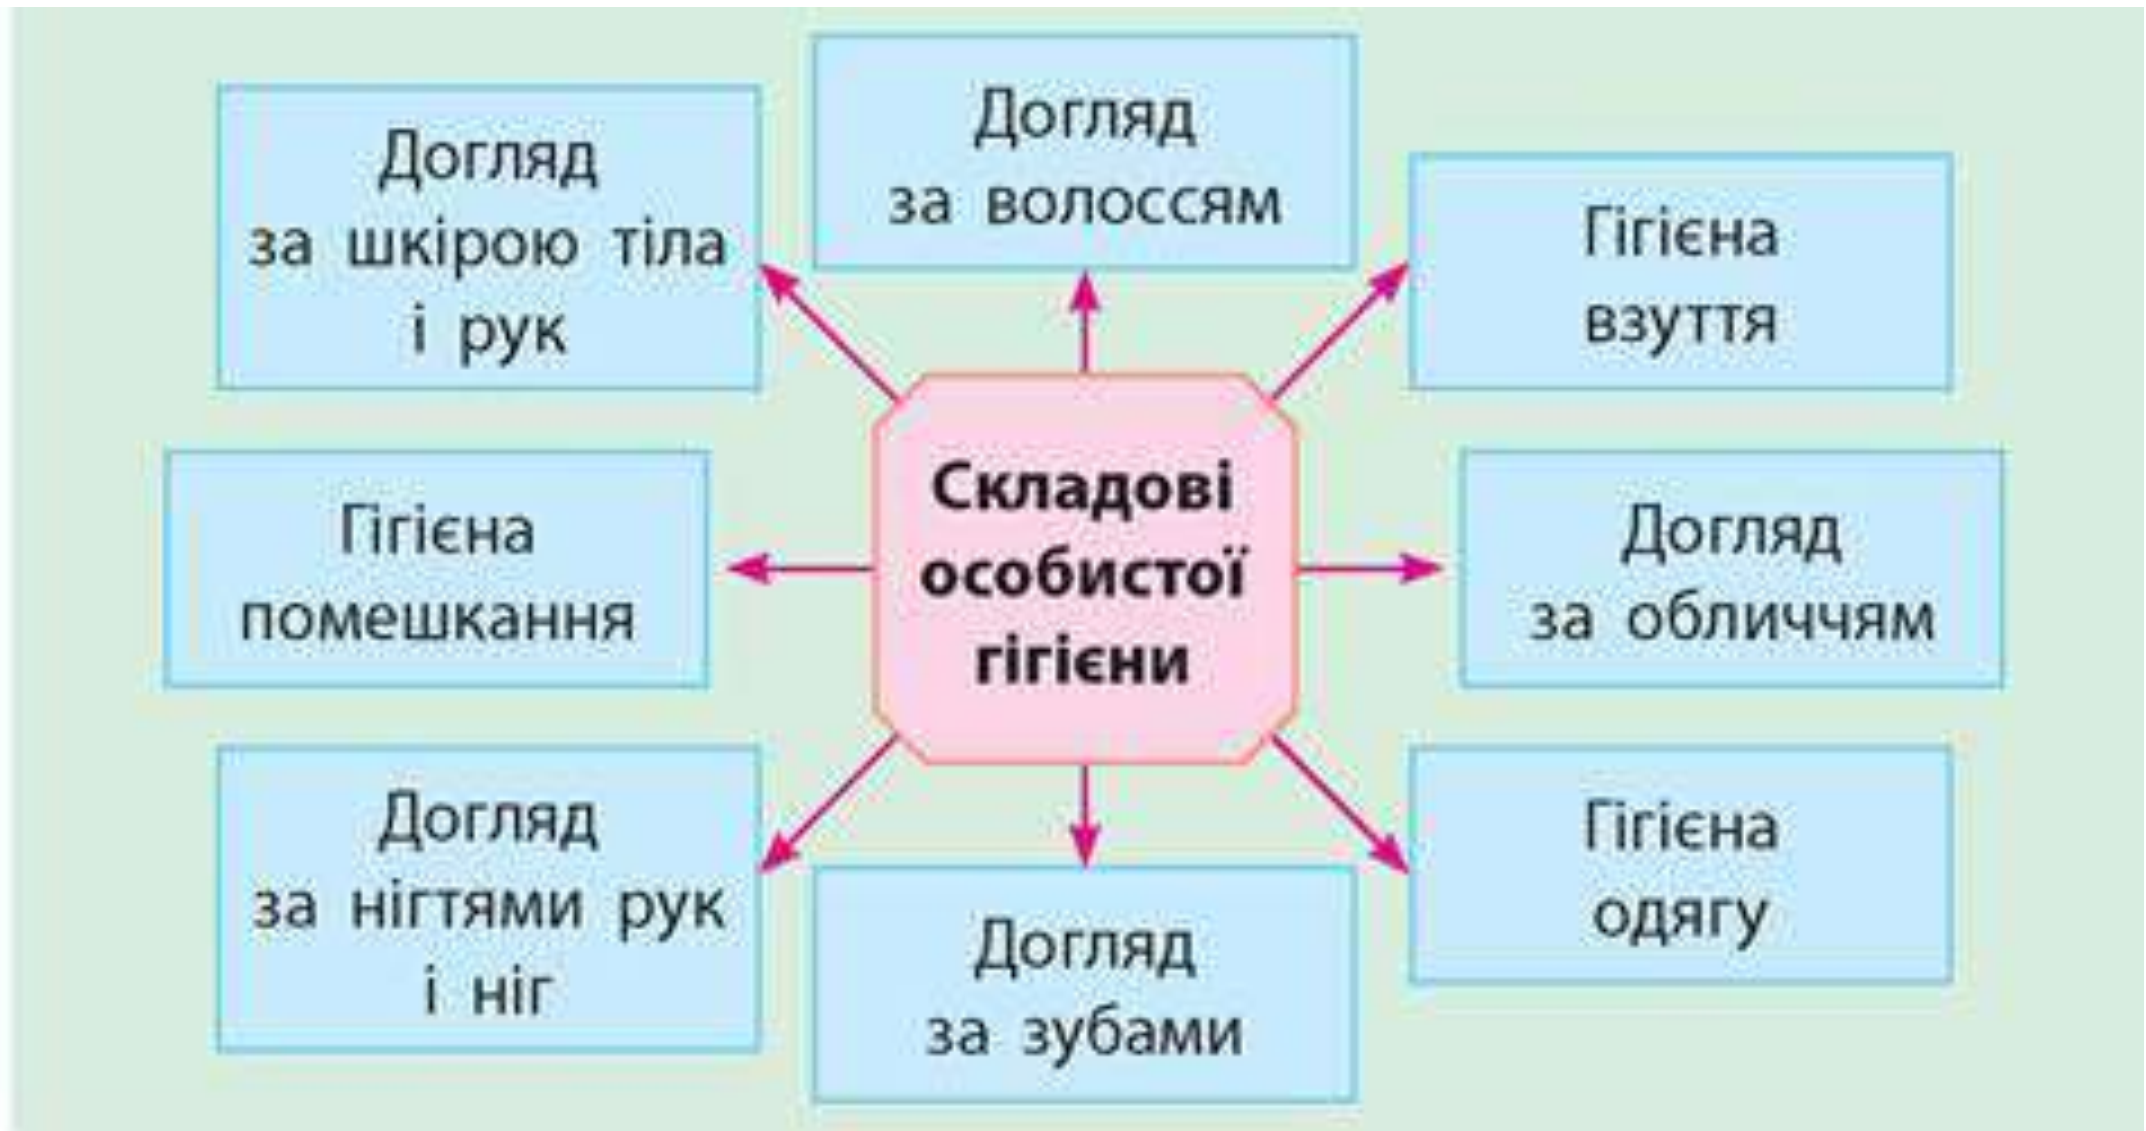 Догляд
за шкірою тіла
і рук
Догляд
за волоссям
Гігієна
взуття
Гігієна
помешкання
Складові
особистої
гігієни
Догляд
за обличчям
Догляд
за нігтями рук
і ніг
Догляд
за зубами
Гігієна
одягу